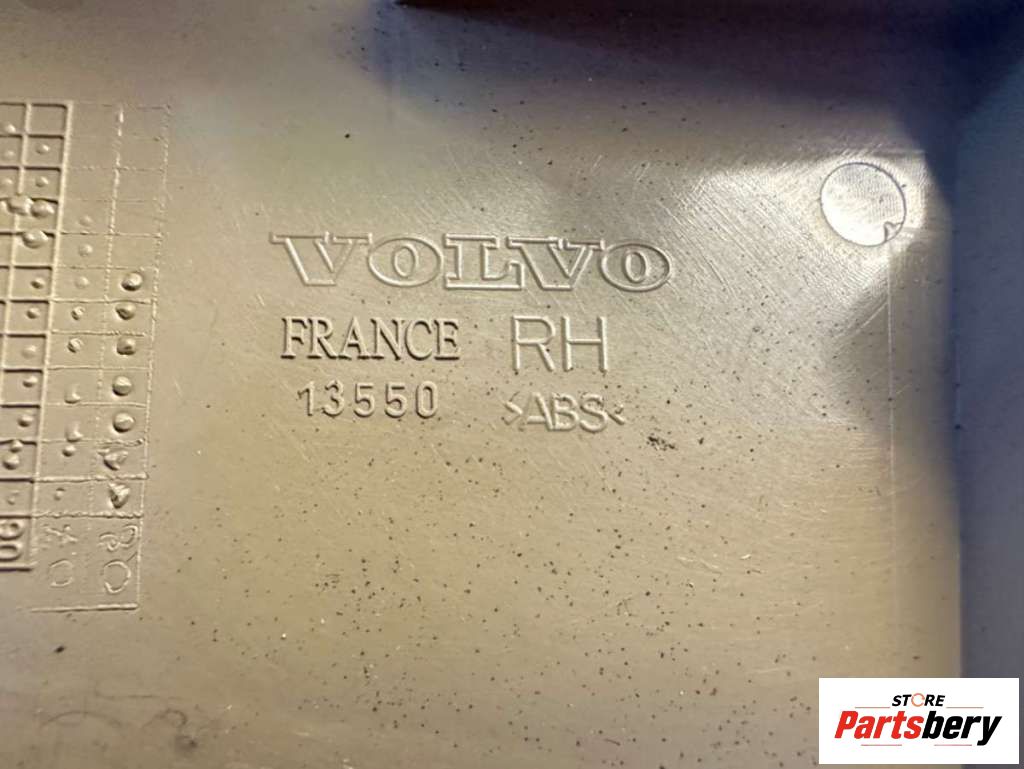 VOLVO
FRANCE RH
13550 >ABS<
STORE
Partsbery